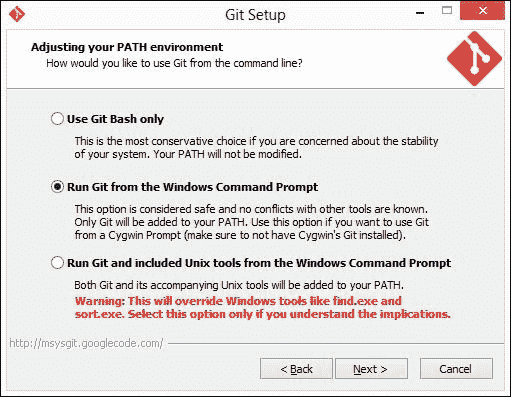 Git Setup
Adjusting your PATH environment
How would you like to use Git from the command line?
Use Git Bash only
This is the most conservative choice if you are concerned about the stability
of your system. Your PATH will not be modified.
Run Git from the Windows Command Prompt
This option is considered safe and no conflicts with other tools are known.
Only Git will be added to your PATH. Use this option if you want to use Git
from a Cygwin Prompt (make sure to not have Cygwin's Git installed).
Run Git and included Unix tools from the Windows Command Prompt
Both Git and its accompanying Unix tools will be added to your PATH.
Warning: This will override Windows tools like find.exe and
sort.exe. Select this option only if you understand the implications.
http://msysgit.googlecode.com/
< Back
Next >
Cancel